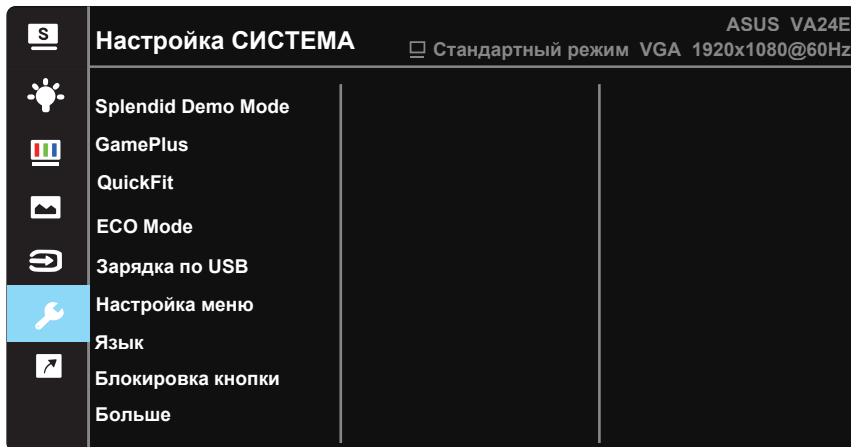 S
Настройка СИСТЕМА
ASUS VA24E
Стандартный режим VGA 1920x1080@60Hz
Splendid Demo Mode
GamePlus
QuickFit
ECO Mode
Зарядка по USB
Настройка меню
Язык
Блокировка кнопки
Больше